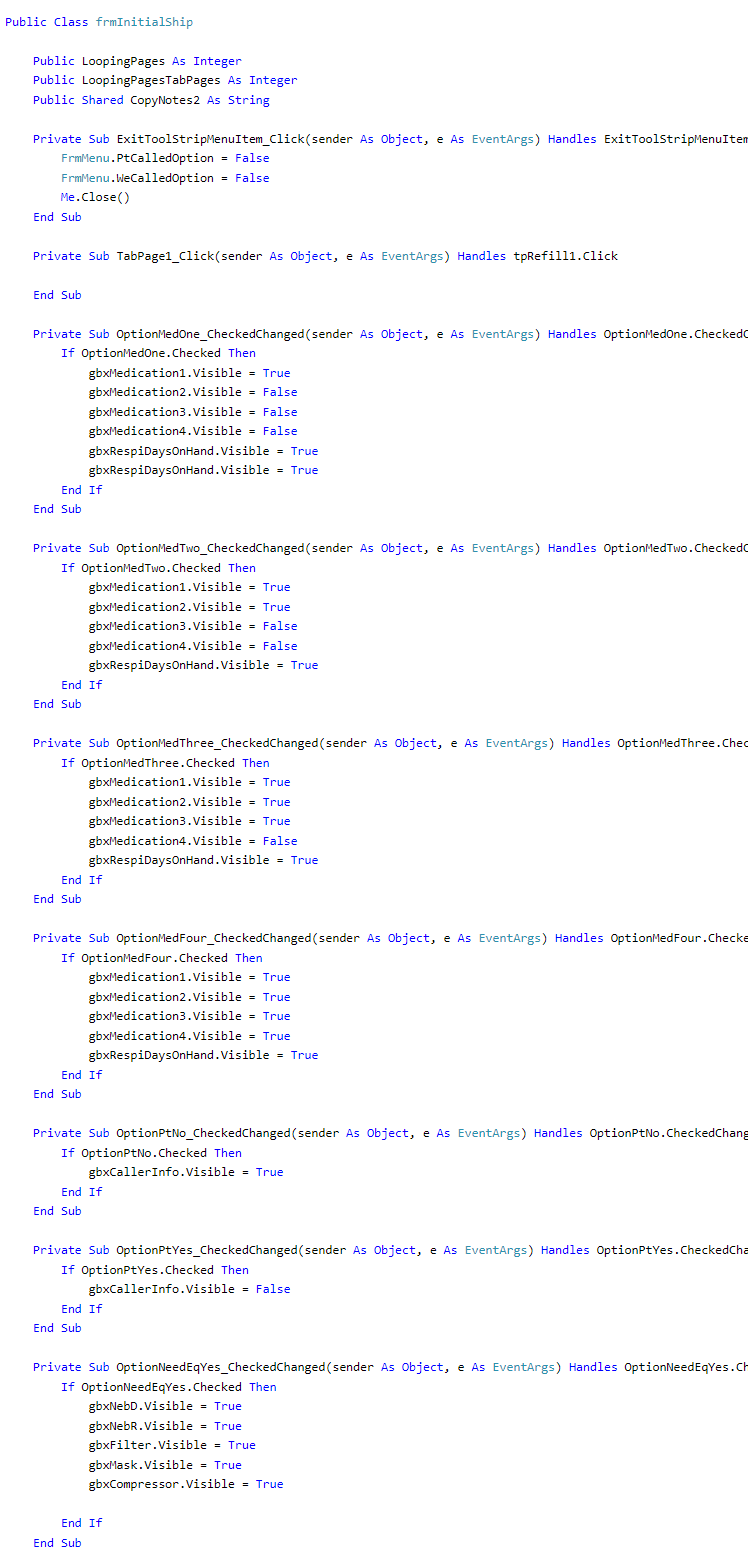 Public Class frmInitialShip
Public LoopingPages As Integer
Public LoopingPagesTabPages As Integer
Public Shared CopyNotes2 As String
Private Sub ExitToolStripMenuItem_Click(sender As Object, e As EventArgs) Handles ExitToolStripMenuItem
FrmMenu.PtCalledOption = False
FrmMenu.WeCalledOption = False
Me.Close()
End Sub
Private Sub TabPage1_Click(sender As Object, e As EventArgs) Handles tpRefill1.Click
End Sub
Private Sub OptionMedOne_CheckedChanged(sender As Object, e As EventArgs) Handles OptionMedOne.CheckedC
If OptionMedOne.Checked Then
gbxMedication1.Visible = True
gbxMedication2.Visible = False
gbxMedication3.Visible = False
gbxMedication4.Visible = False
gbxRespiDaysOnHand.Visible = True
gbxRespiDaysOnHand.Visible = True
End If
End Sub
Private Sub OptionMedTwo_CheckedChanged(sender As Object, e As EventArgs) Handles OptionMedTwo.CheckedC
If OptionMedTwo.Checked Then
gbxMedication1.Visible = True
gbxMedication2.Visible = True
gbxMedication3.Visible = False
gbxMedication4.Visible = False
gbxRespiDaysOnHand.Visible = True
End If
End Sub
Private Sub OptionMedThree_CheckedChanged(sender As Object, e As EventArgs) Handles OptionMedThree.Chec
If OptionMedThree.Checked Then
gbxMedication1.Visible = True
gbxMedication2.Visible = True
gbxMedication3.Visible = True
gbxMedication4.Visible = False
gbxRespiDaysOnHand.Visible = True
End If
End Sub
Private Sub OptionMedFour_CheckedChanged(sender As Object, e As EventArgs) Handles OptionMedFour.Checke
If OptionMedFour.Checked Then
gbxMedication1.Visible = True
gbxMedication2.Visible = True
gbxMedication3.Visible = True
gbxMedication4.Visible = True
gbxRespiDaysOnHand.Visible = True
End If
End Sub
Private Sub OptionPtNo_CheckedChanged(sender As Object, e As EventArgs) Handles OptionPtNo.CheckedChang
If OptionPtNo.Checked Then
gbxCallerInfo.Visible = True
End If
End Sub
Private Sub OptionPtYes_CheckedChanged(sender As Object, e As EventArgs) Handles OptionPtYes.CheckedCha
If OptionPtYes.Checked Then
gbxCallerInfo.Visible = False
End If
End Sub
Private Sub OptionNeedEqYes_CheckedChanged(sender As Object, e As EventArgs) Handles OptionNeedEqYes.Ch
If OptionNeedEqYes.Checked Then
gbxNebD.Visible = True
gbxNebR.Visible = True
gbxFilter.Visible = True
gbxMask.Visible = True
gbxCompressor.Visible = True
End If
End Sub